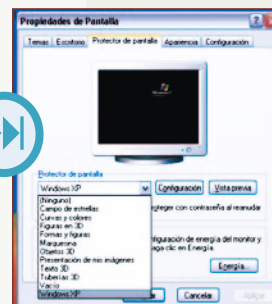 Propiedades de Pantalla
Temas Escritorio Protector de pantalla Apariencia Configuración
Protector de pantalla
Windows XP Configuración Vista previa
(Ninguno)
Campo de estrellas
Curvas y colores
Figuras en 3D
Formas y figuras
Marquesina
Objetos 3D
Presentación de mis imágenes
Texto 3D
Tuberías 3D
Vacío
Windows XP
teger con contraseña al reanudar
figuración de energía del monitor y
aga clic en Energía.
Energía...
Cancelar Aplicar